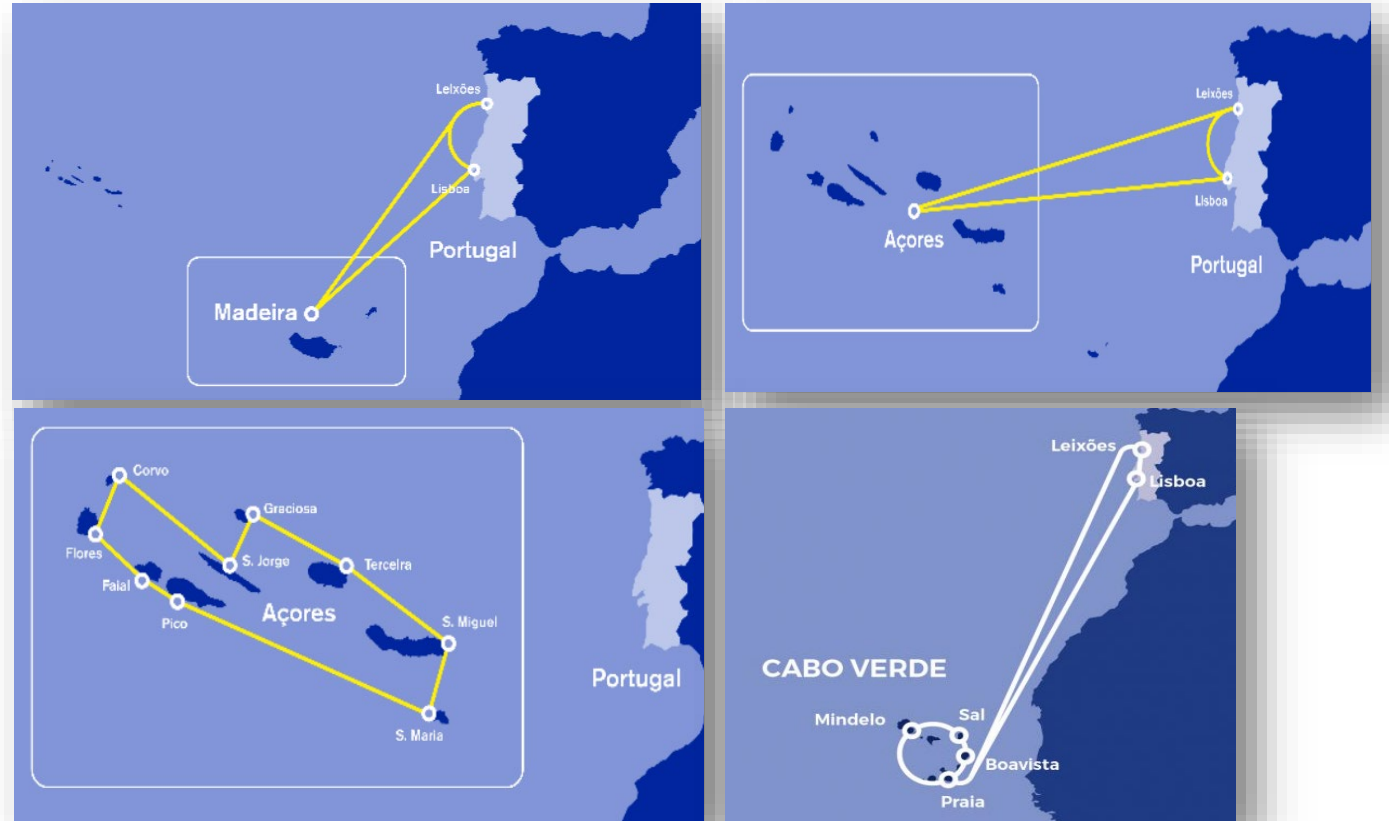 Leixões
Lisboa
Portugal
Madeira
Leixões
Lisboa
Açores
Portugal
Corvo
Graciosa
Flores
S. Jorge
Terceira
Faial
Açores
Pico
S. Miguel
Portugal
S. Maria
Leixões
Lisboa
CABO VERDE
Mindelo
Sal
Boavista
Praia